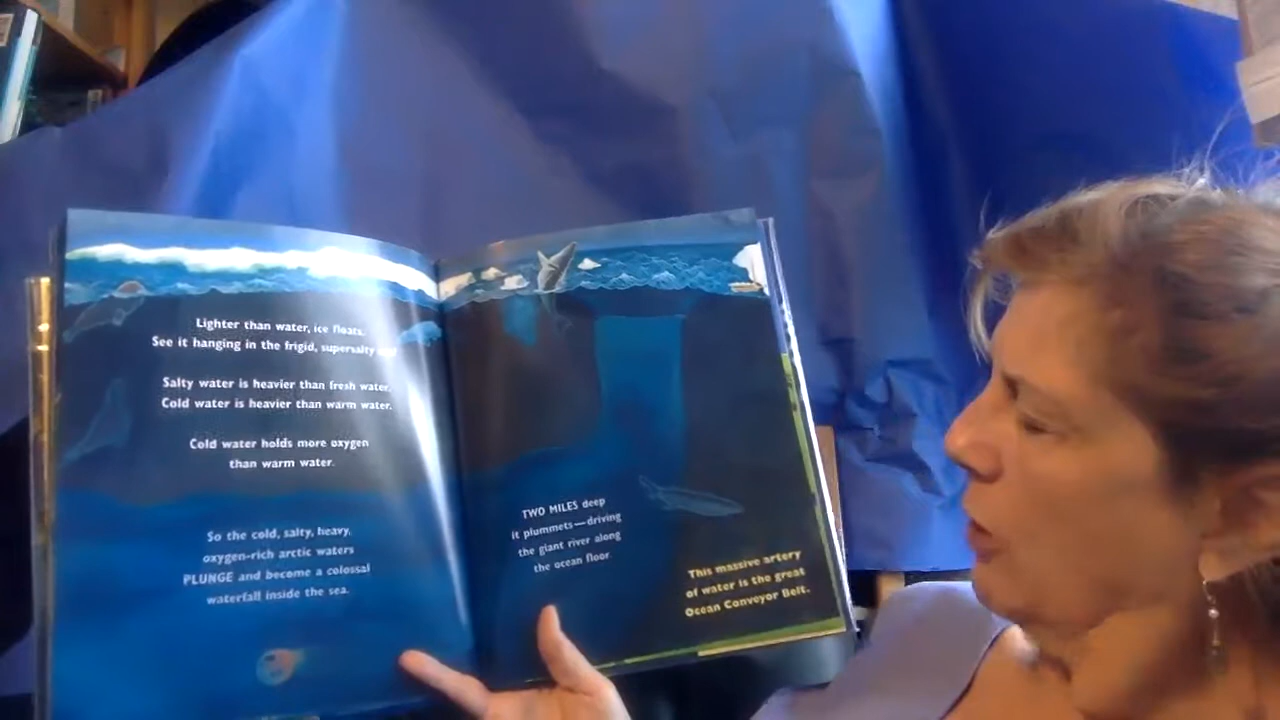 Lighter than water, ice floats.
See it hanging in the frigid, supersalty
Salty water is heavier than fresh water.
Cold water is heavier than warm water.
Cold water holds more oxygen
than warm water.
So the cold, salty, heavy,
oxygen-rich arctic waters
PLUNGE and become a colossal
waterfall inside the sea.
TWO MILES deep
it plummets—driving
the giant river along
the ocean floor.
This massive artery
of water is the great
Ocean Conveyor Belt.